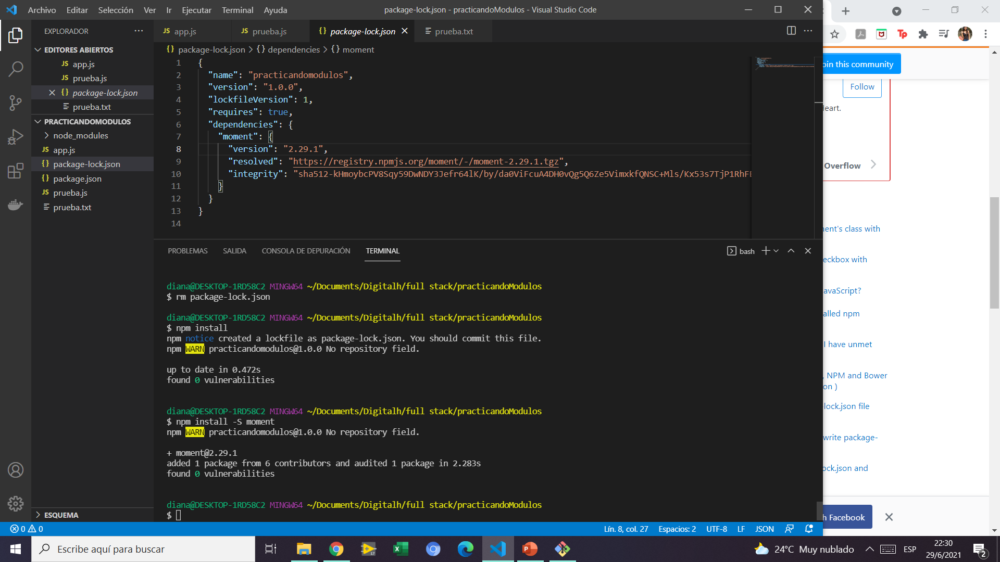 Archivo Editar Selección Ver Ir Ejecutar Terminal Ayuda
package-lock.json - practicandoModulos - Visual Studio Code
EXPLORADOR
EDITORES ABIERTOS
JS app.js
JS prueba.js
{} package-lock.json
prueba.txt
PRACTICANDOMODULOS
node_modules
JS app.js
{} package-lock.json
{} package.json
JS prueba.js
prueba.txt
ESQUEMA
JS app.js
JS prueba.js
{} package-lock.json
prueba.txt
{} package-lock.json > {} dependencies > {} moment
1 {
2 "name": "practicandomodulos",
3 "version": "1.0.0",
4 "lockfileVersion": 1,
5 "requires": true,
6 "dependencies": {
7 "moment": {
8 "version": "2.29.1",
9 "resolved": "https://registry.npmjs.org/moment/-/moment-2.29.1.tgz",
10 "integrity": "sha512-kHmoybcPV8Sqy59DwNDY3Jefr64lK/by/da0ViFcuA4DH0vQg5Q6Ze5VimxkfQNSC+Mls/Kx53s7TjP1RhF
11 }
12 }
13 }
14
PROBLEMAS SALIDA CONSOLA DE DEPURACIÓN TERMINAL
bash
diana@DESKTOP-1RD58C2 MINGW64 ~/Documents/Digitalh/full stack/practicandoModulos
$ rm package-lock.json
diana@DESKTOP-1RD58C2 MINGW64 ~/Documents/Digitalh/full stack/practicandoModulos
$ npm install
npm notice created a lockfile as package-lock.json. You should commit this file.
npm WARN practicandomodulos@1.0.0 No repository field.
up to date in 0.472s
found 0 vulnerabilities
diana@DESKTOP-1RD58C2 MINGW64 ~/Documents/Digitalh/full stack/practicandoModulos
$ npm install -S moment
npm WARN practicandomodulos@1.0.0 No repository field.
+ moment@2.29.1
added 1 package from 6 contributors and audited 1 package in 2.283s
found 0 vulnerabilities
diana@DESKTOP-1RD58C2 MINGW64 ~/Documents/Digitalh/full stack/practicandoModulos
$
0 0
Lín. 8, col. 27 Espacios: 2 UTF-8 LF JSON
oin this community
Follow
Heart.
Overflow
nent's class with
eckbox with
avaScript?
alled npm
I have unmet
, NPM and Bower
on )
lock.json file
write package-
ock.json and
h Facebook
Escribe aquí para buscar
24°C Muy nublado
ESP
22:30
29/6/2021
2